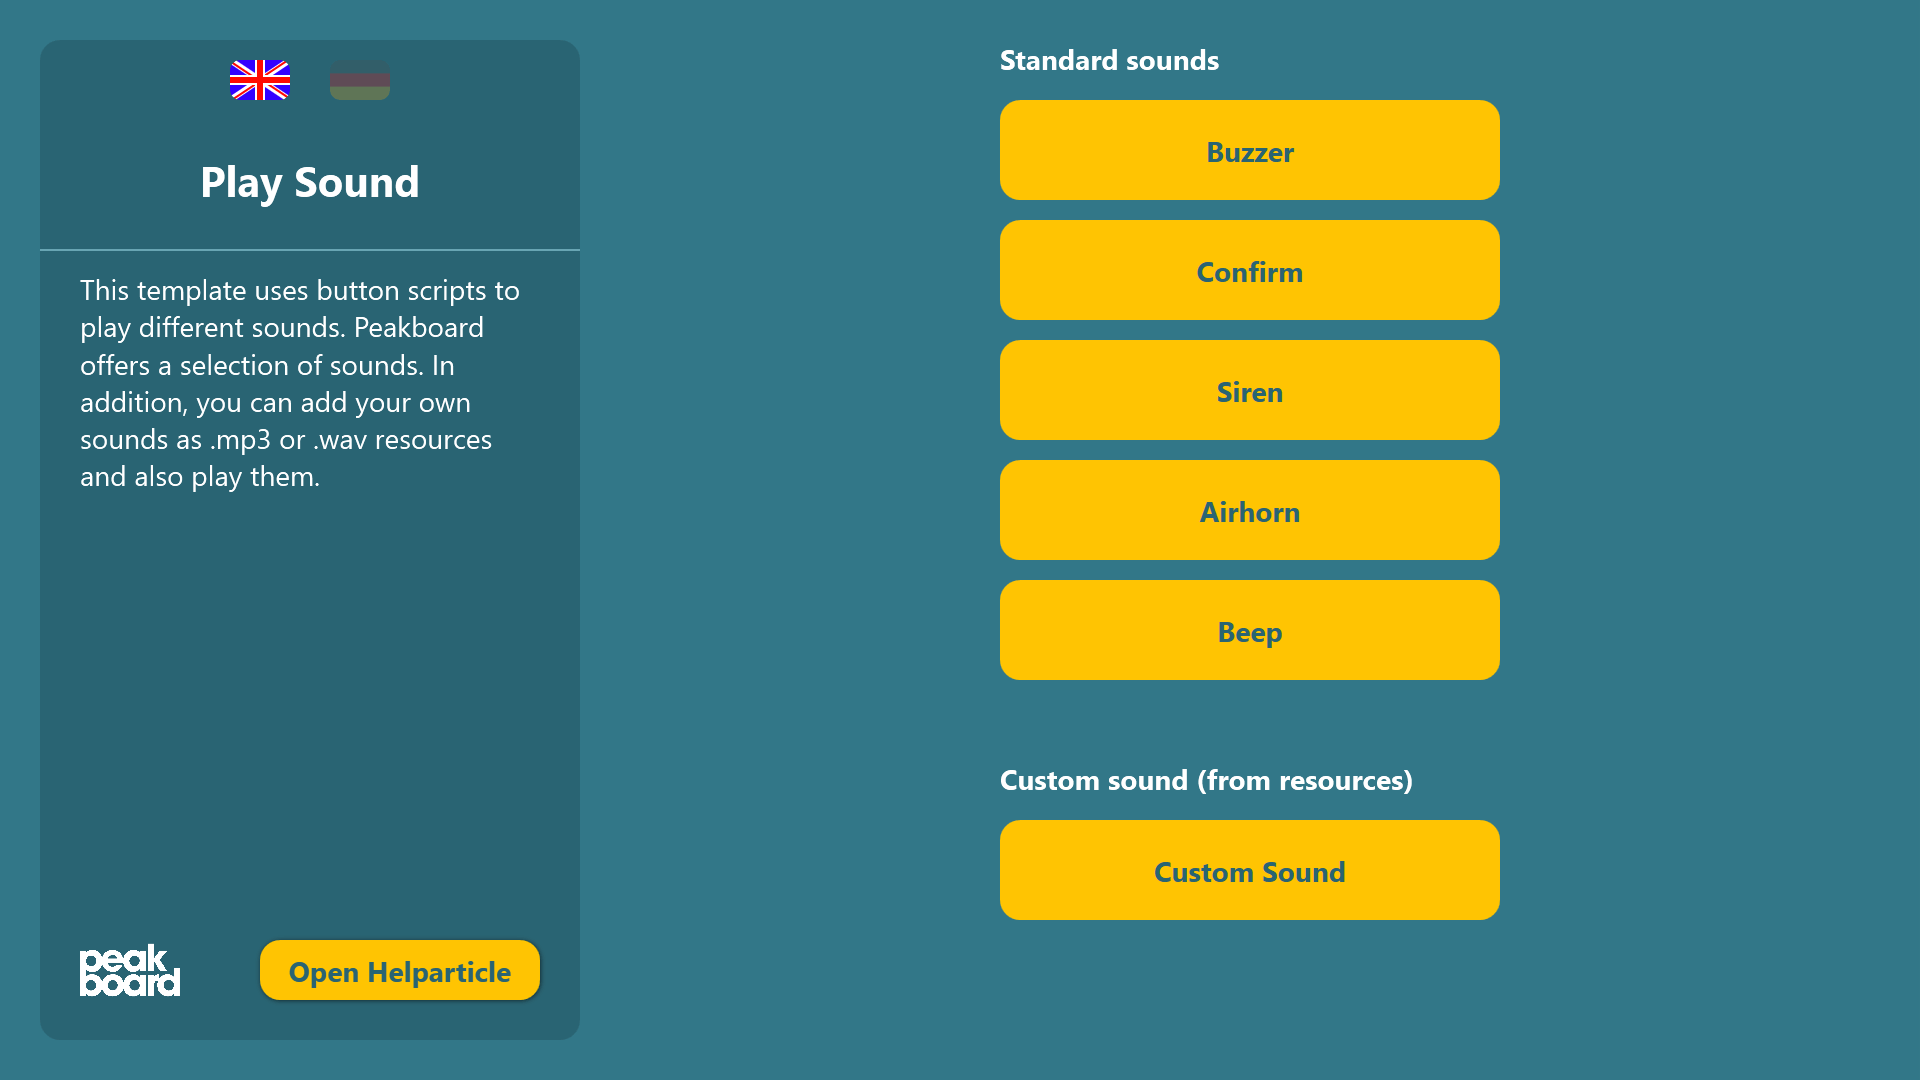 Play Sound
This template uses button scripts to
play different sounds. Peakboard
offers a selection of sounds. In
addition, you can add your own
sounds as .mp3 or .wav resources
and also play them.
peak
board
Open Helparticle
Standard sounds
Buzzer
Confirm
Siren
Airhorn
Beep
Custom sound (from resources)
Custom Sound